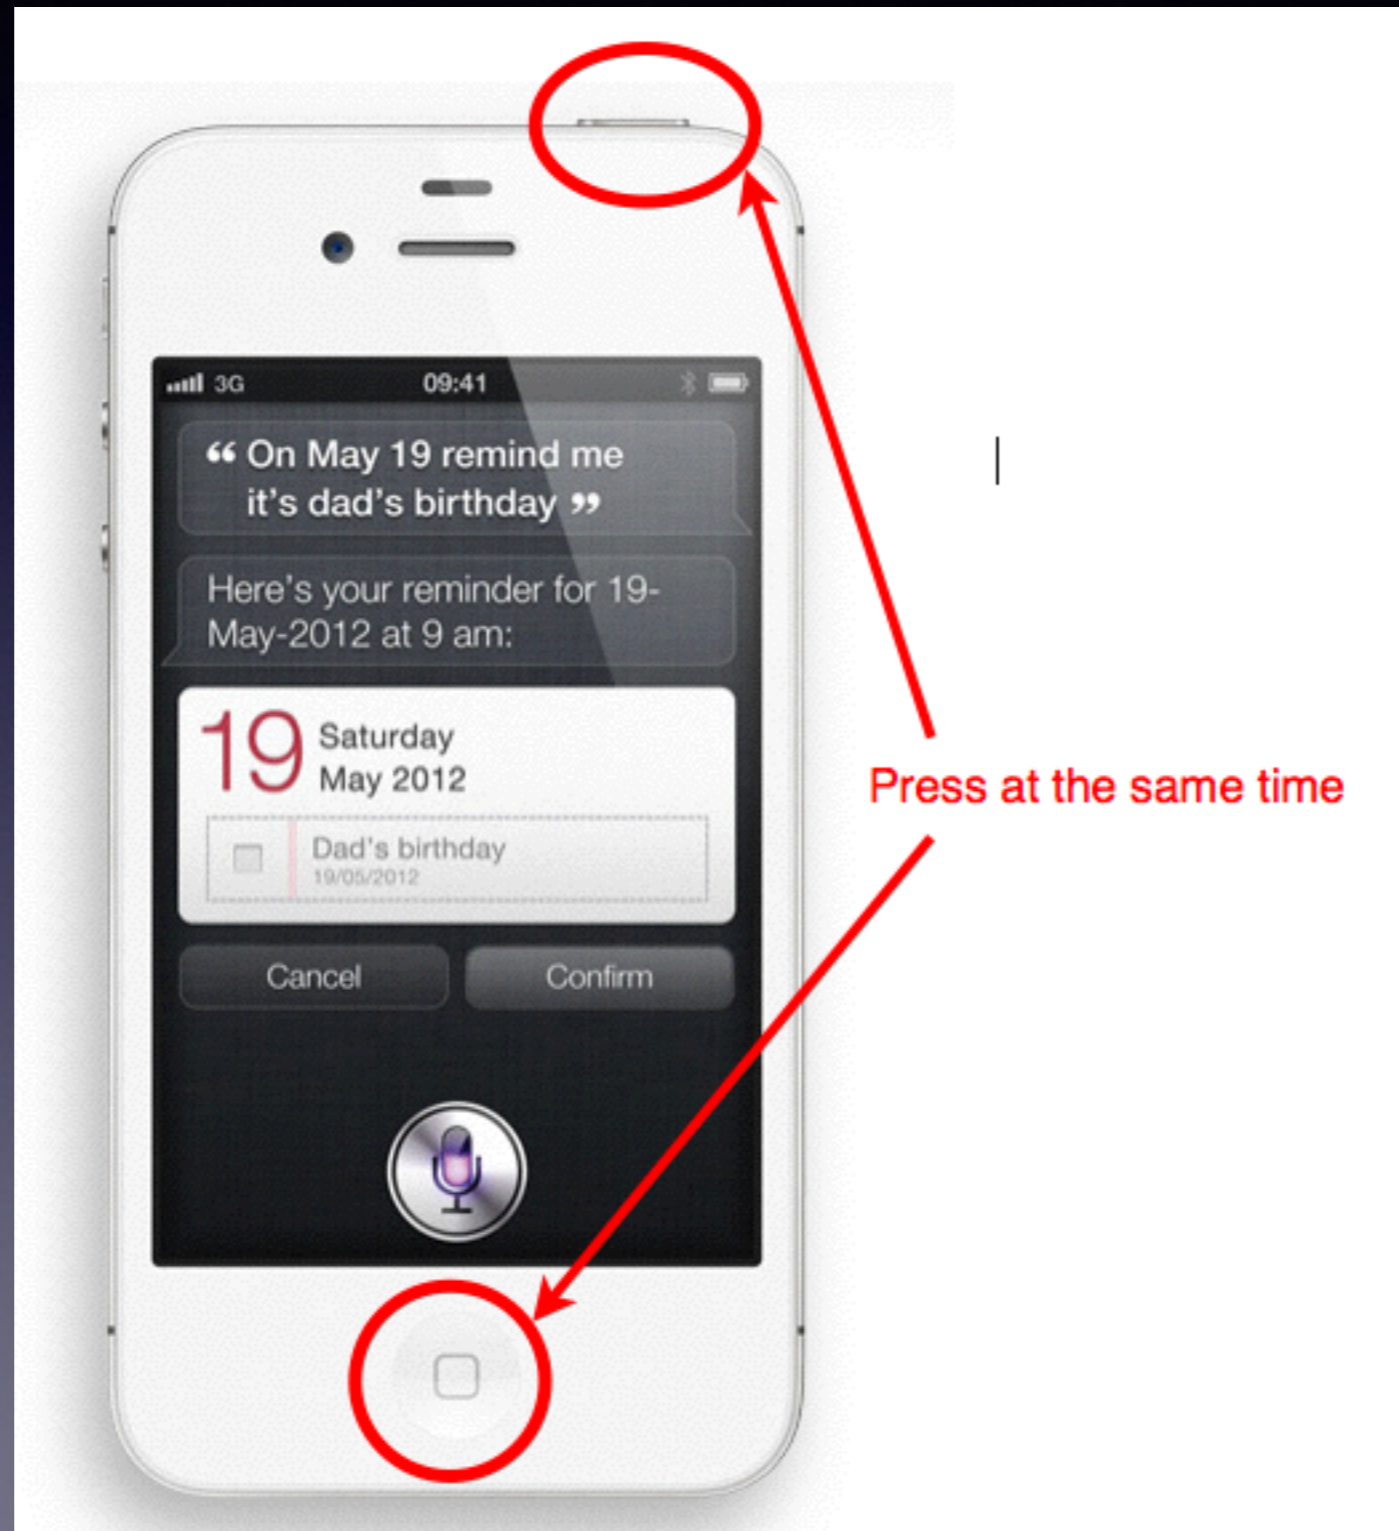 3G 09:41
“ On May 19 remind me
it's dad's birthday ”
Here's your reminder for 19-
May-2012 at 9 am:
19 Saturday
May 2012
Dad's birthday
19/05/2012
Cancel Confirm
Press at the same time